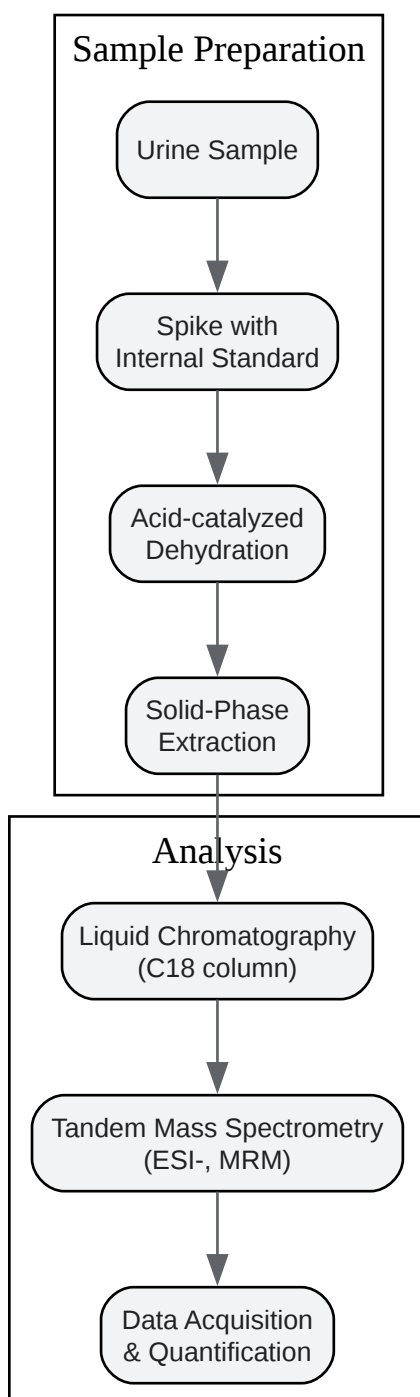 Sample Preparation
Urine Sample
Spike with
Internal Standard
Acid-catalyzed
Dehydration
Solid-Phase
Extraction
Analysis
Liquid Chromatography
(C18 column)
Tandem Mass Spectrometry
(ESI-, MRM)
Data Acquisition
& Quantification